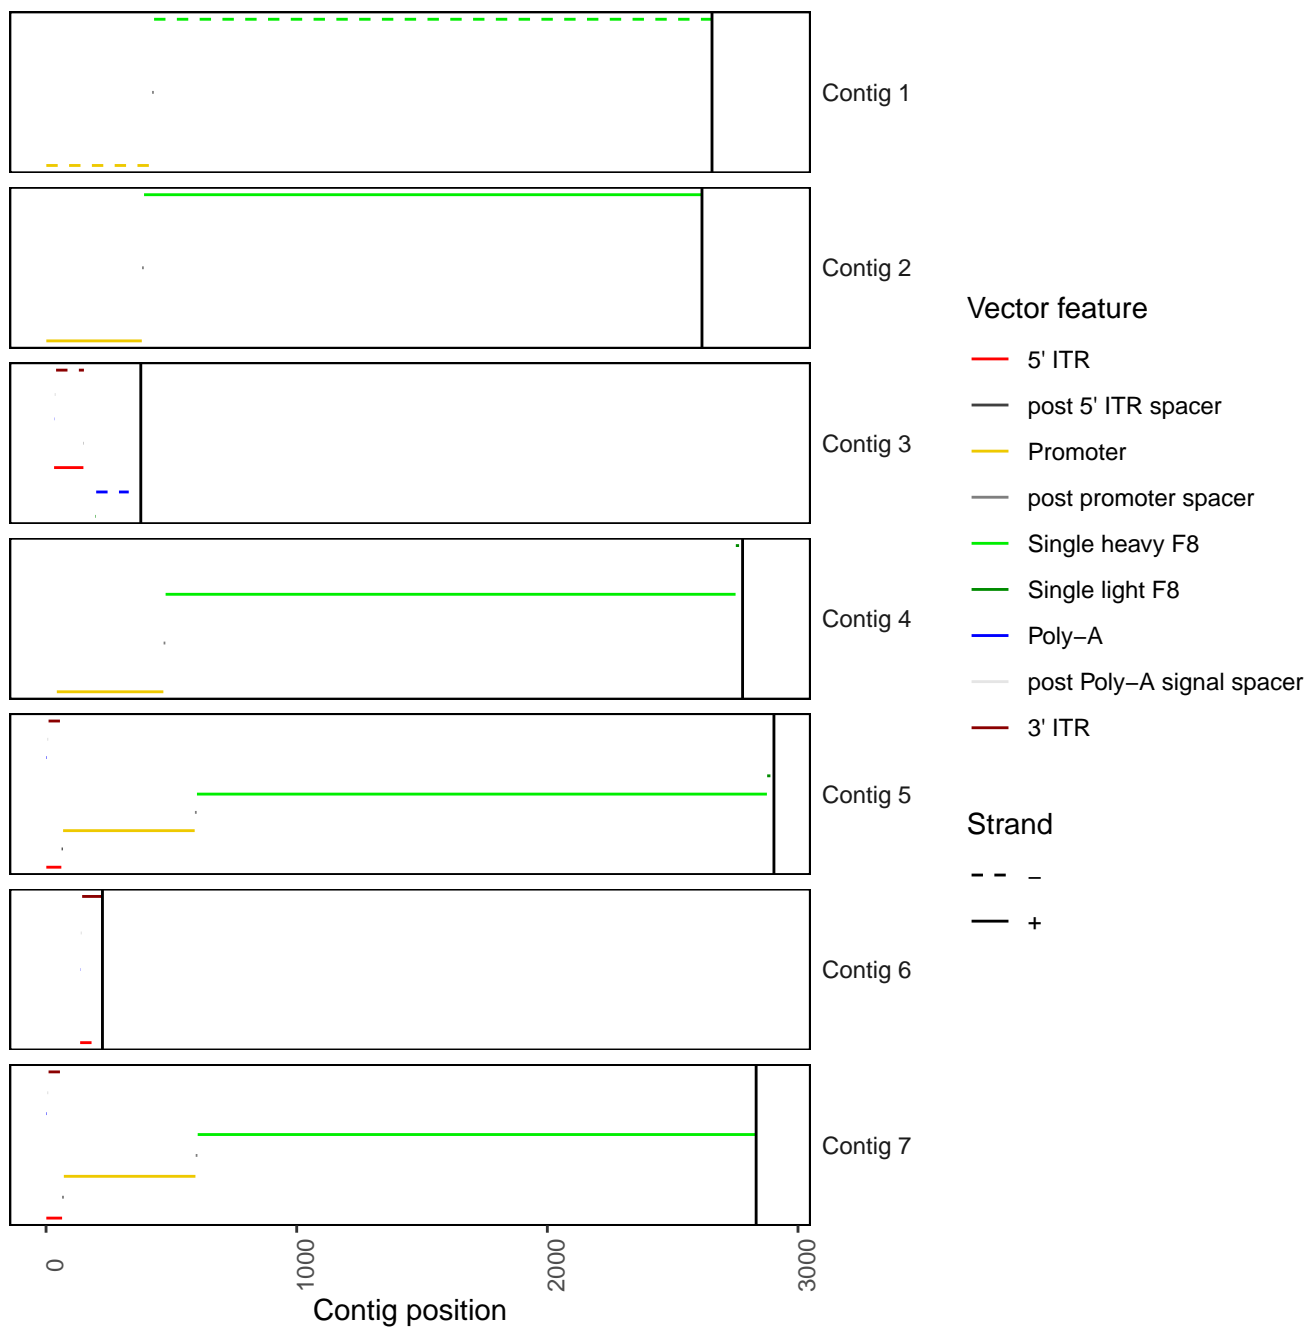 Contig 1
Contig 2
Contig 3
Contig 4
Contig 5
Contig 6
Contig 7
0
1000
2000
3000
Contig position
Vector feature
5' ITR
post 5' ITR spacer
Promoter
post promoter spacer
Single heavy F8
Single light F8
Poly−A
post Poly−A signal spacer
3' ITR
Strand
−
+